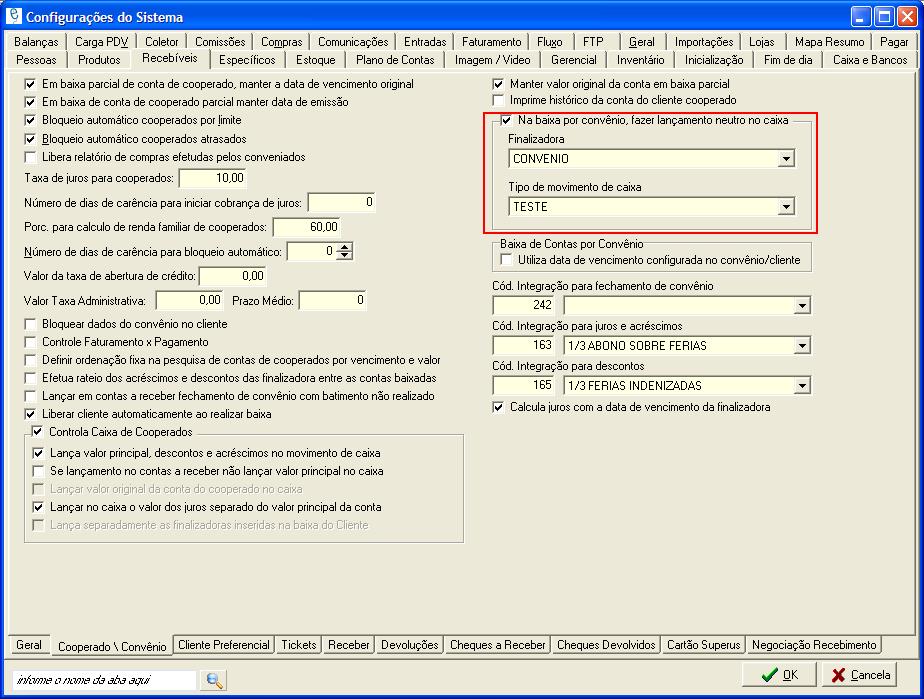 Configurações do Sistema
Balanças Carga PDV Coletor Comissões Compras Comunicações Entradas Faturamento Fluxo FTP Geral Importações Lojas Mapa Resumo Pagar
Pessoas Produtos Recebíveis Específicos Estoque Plano de Contas Imagem / Video Gerencial Inventário Inicialização Fim de dia Caixa e Bancos
Em baixa parcial de conta de cooperado, manter a data de vencimento original
Em baixa de conta de cooperado parcial manter data de emissão
Bloqueio automático cooperados por limite
Bloqueio automático cooperados atrasados
Libera relatório de compras efetuadas pelos conveniados
Taxa de juros para cooperados: 10,00
Número de dias de carência para iniciar cobrança de juros: 0
Porc. para calculo de renda familiar de cooperados: 60,00
Número de dias de carência para bloqueio automático: 0
Valor da taxa de abertura de crédito: 0,00
Valor Taxa Administrativa: 0,00 Prazo Médio: 0
Bloquear dados do convênio no cliente
Controle Faturamento x Pagamento
Definir ordenação fixa na pesquisa de contas de cooperados por vencimento e valor
Efetua rateio dos acréscimos e descontos das finalizadora entre as contas baixadas
Lançar em contas a receber fechamento de convênio com batimento não realizado
Liberar cliente automaticamente ao realizar baixa
Controla Caixa de Cooperados
Lança valor principal, descontos e acréscimos no movimento de caixa
Se lançamento no contas a receber não lançar valor principal no caixa
Lançar valor original da conta do cooperado no caixa
Lançar no caixa o valor dos juros separado do valor principal da conta
Lança separadamente as finalizadoras inseridas na baixa do Cliente
Manter valor original da conta em baixa parcial
Imprime histórico da conta do cliente cooperado
Na baixa por convênio, fazer lançamento neutro no caixa
Finalizadora
CONVENIO
Tipo de movimento de caixa
TESTE
Baixa de Contas por Convênio
Utiliza data de vencimento configurada no convênio/cliente
Cód. Integração para fechamento de convênio
242
Cód. Integração para juros e acréscimos
163 1/3 ABONO SOBRE FERIAS
Cód. Integração para descontos
165 1/3 FERIAS INDENIZADAS
Calcula juros com a data de vencimento da finalizadora
Geral Cooperado \ Convênio Cliente Preferencial Tickets Receber Devoluções Cheques a Receber Cheques Devolvidos Cartão Superus Negociação Recebimento
informe o nome da aba aqui
OK Cancela